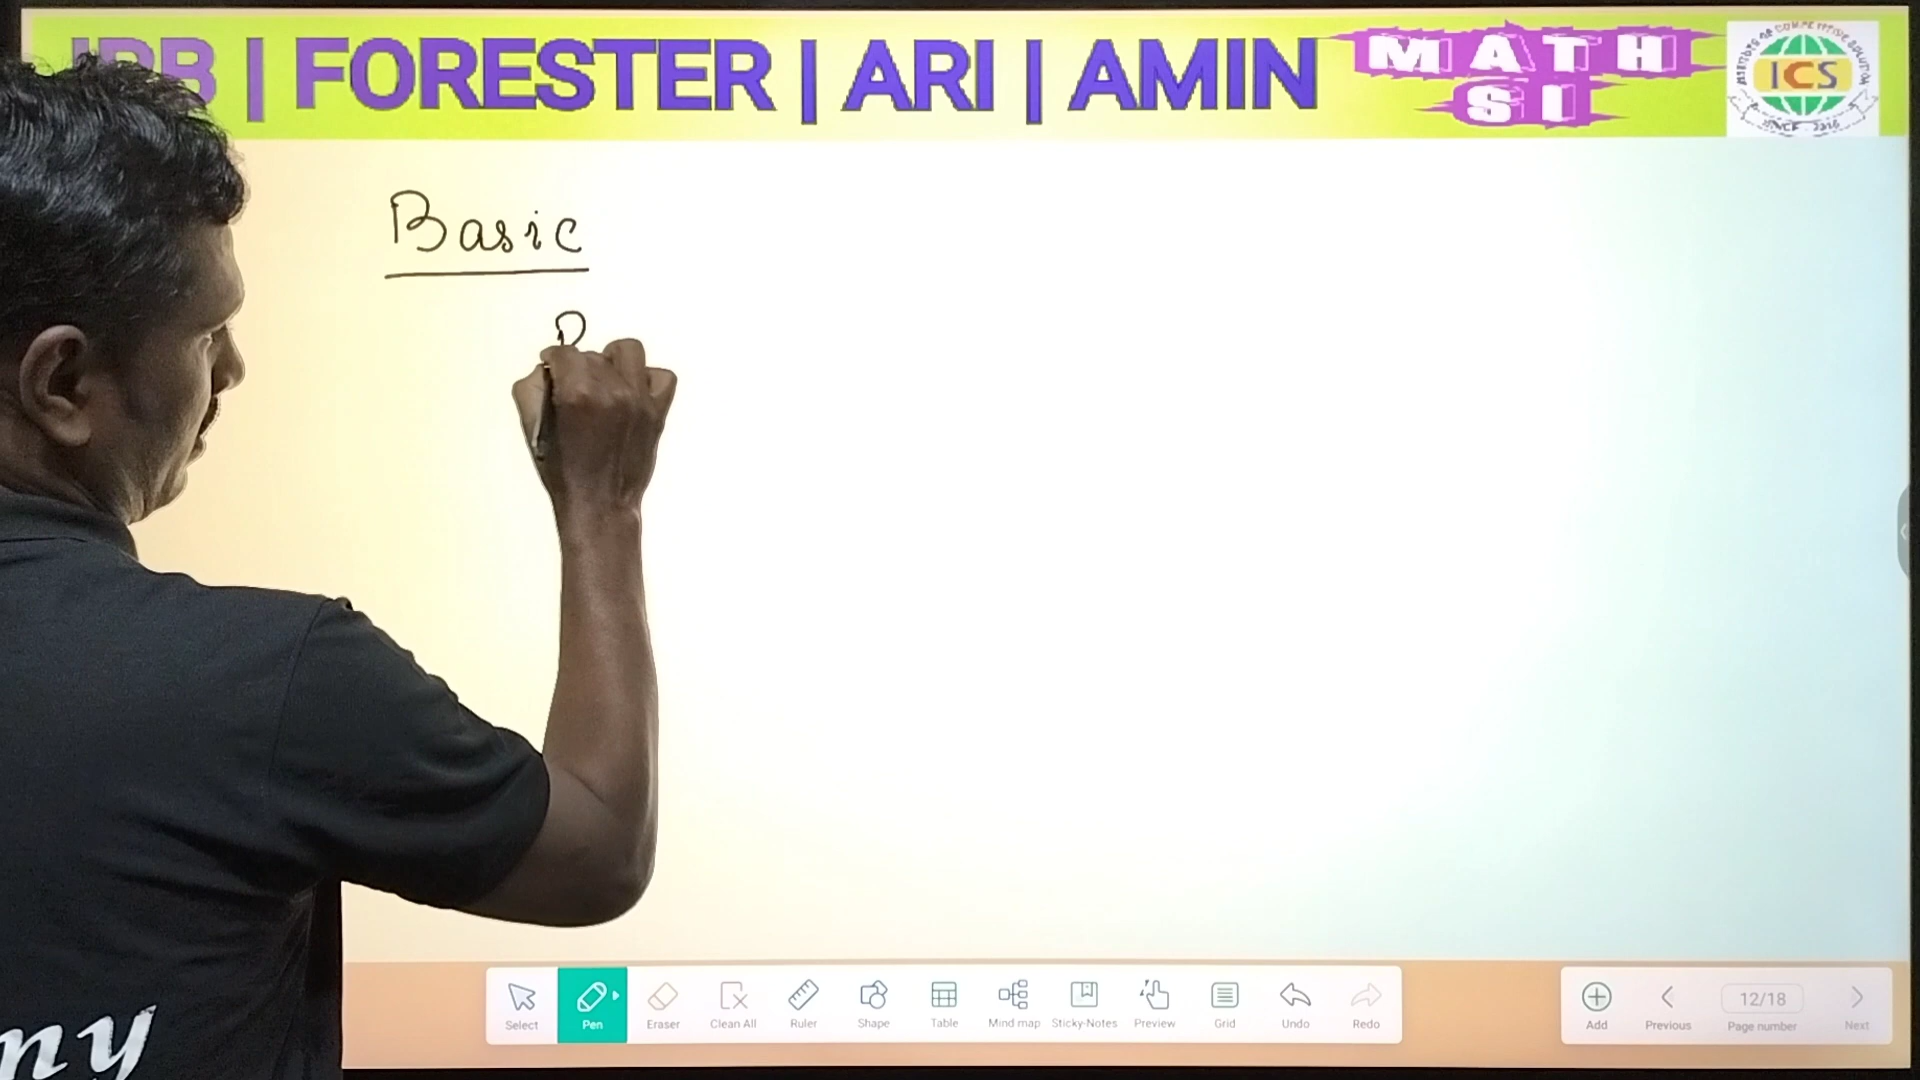 | FORESTER | ARI | AMIN
MATH
SI
ICS
Basic
Select
Pen
Eraser
Clean All
Ruler
Shape
Table
Mind map
Sticky-Notes
Preview
Grid
Undo
Redo
Add
Previous
12/18
Page number
Next
ny